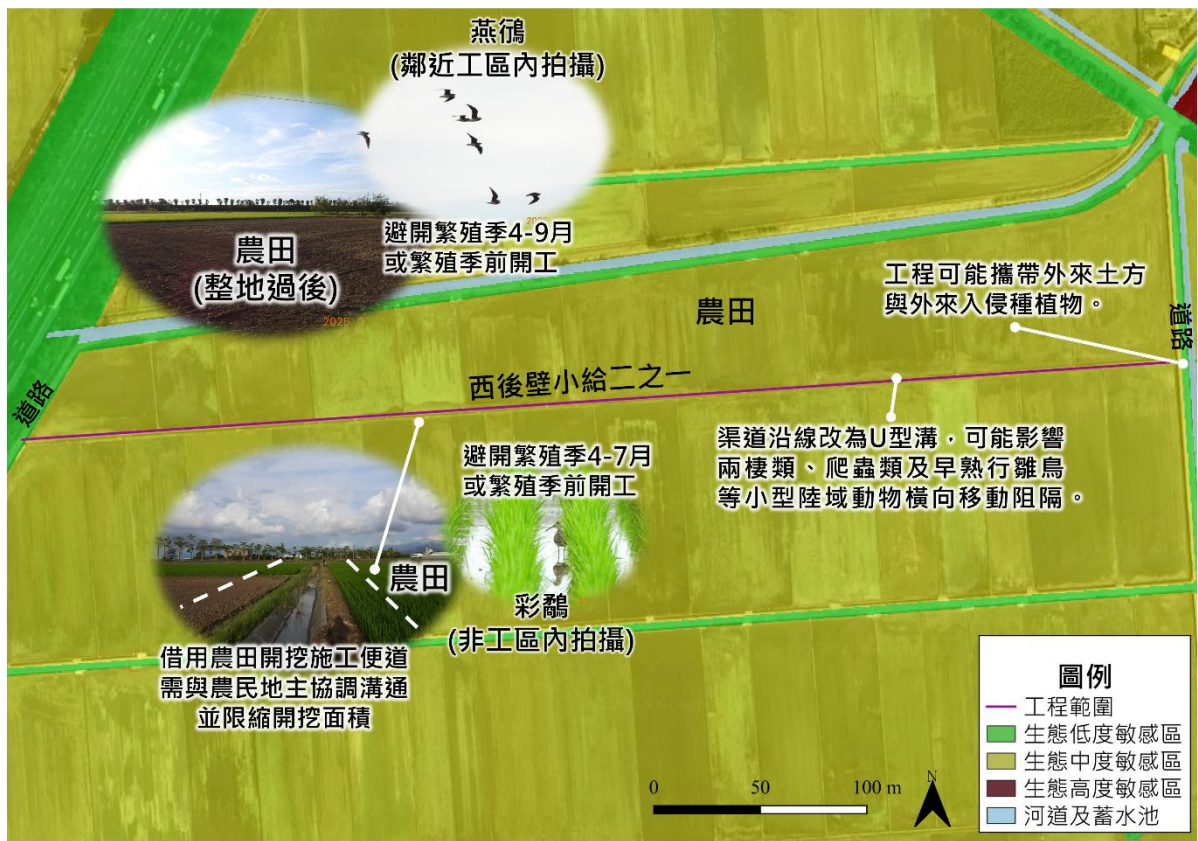 燕鴴
(鄰近工區內拍攝)
避開繁殖季4-9月
或繁殖季前開工
農田
(整地過後)
2025
農田
工程可能攜帶外來土方
與外來入侵種植物。
道路
西後壁小給二之一
道路
渠道沿線改為U型溝，可能影響
兩棲類、爬蟲類及早熟行雛鳥
等小型陸域動物橫向移動阻隔。
避開繁殖季4-7月
或繁殖季前開工
農田
彩鷸
(非工區內拍攝)
借用農田開挖施工便道
需與農民地主協調溝通
並限縮開挖面積
圖例
工程範圍
生態低度敏感區
生態中度敏感區
生態高度敏感區
河道及蓄水池
0 50 100 m
N